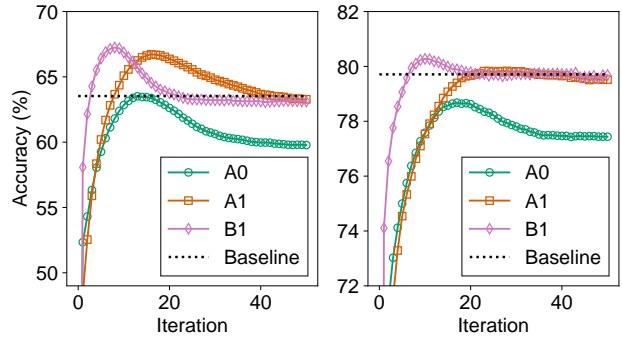 Accuracy (%)
70
65
60
55
50
0
20
40
Iteration
A0
A1
B1
Baseline
82
80
78
76
74
72
0
20
40
Iteration
A0
A1
B1
Baseline